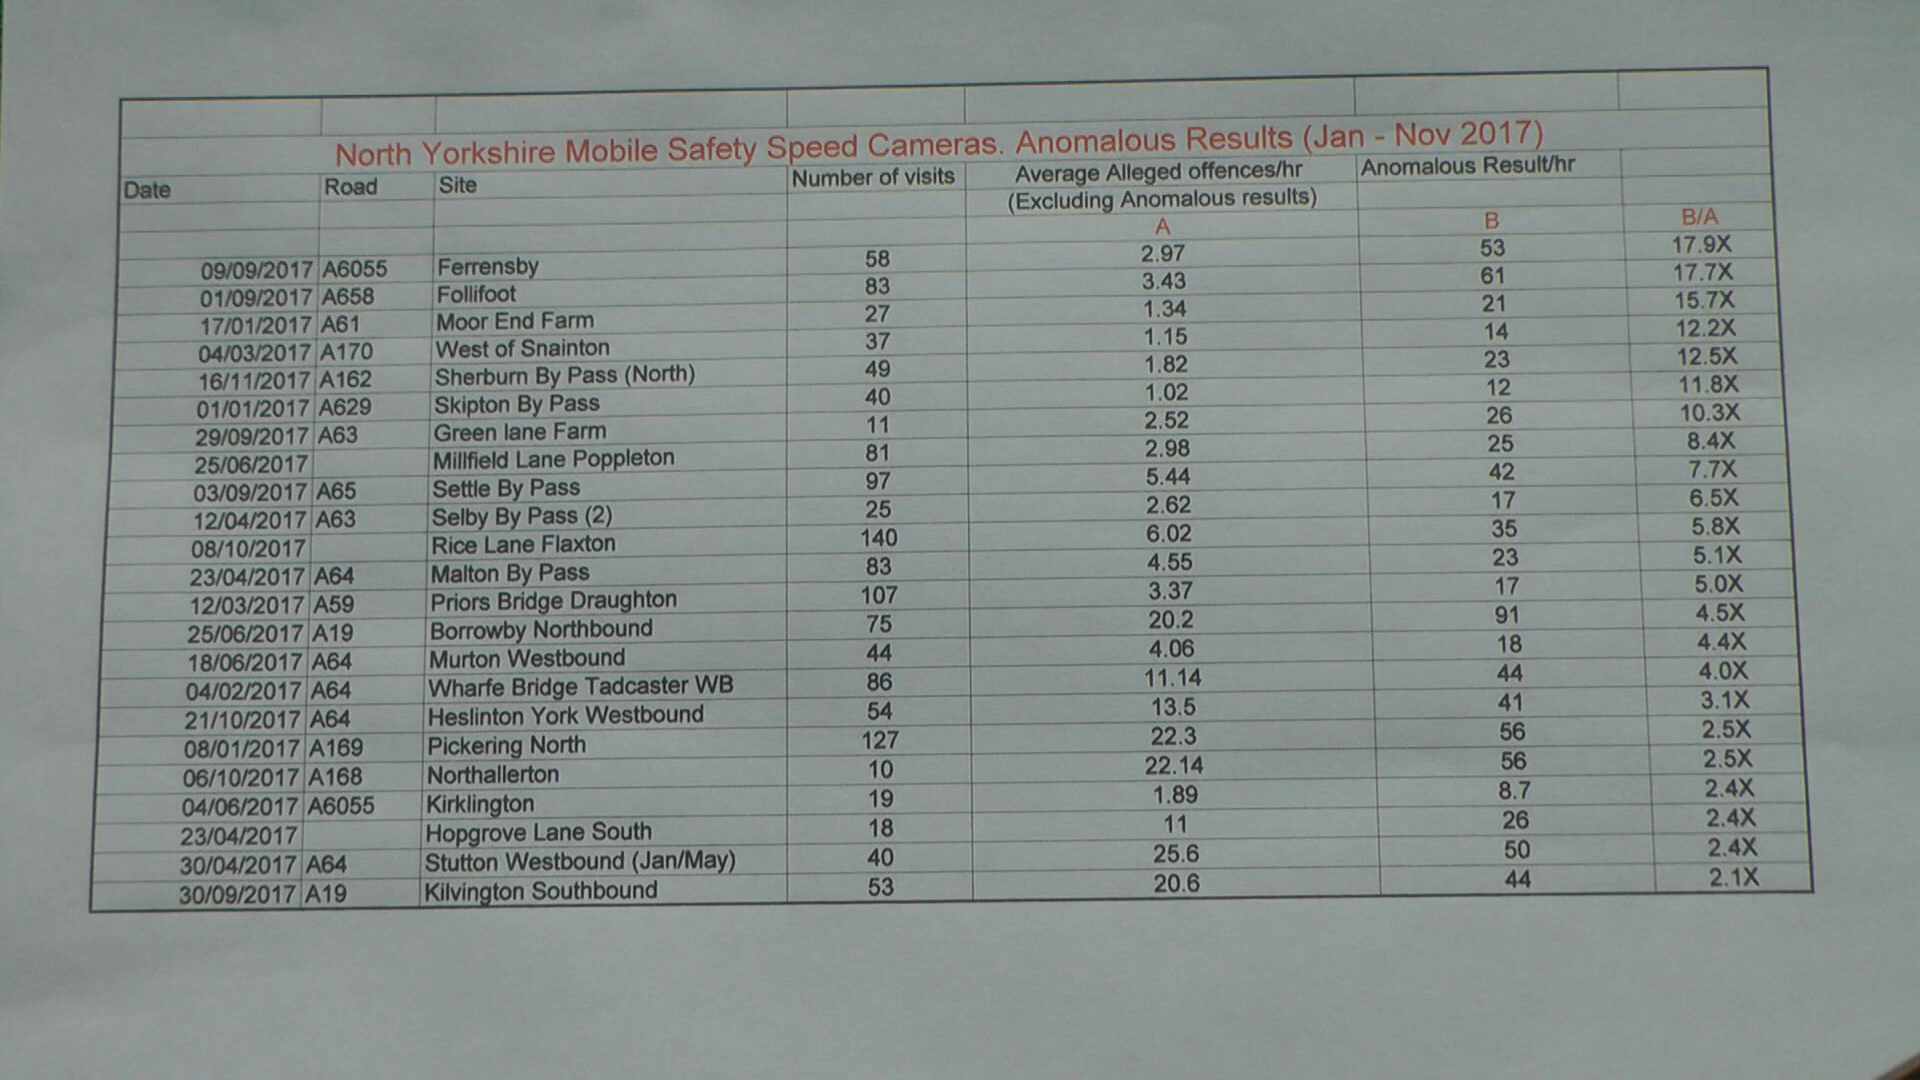 North Yorkshire Mobile Safety Speed Cameras. Anomalous Results (Jan - Nov 2017)
Date Road Site Number of visits Average Alleged offences/hr Anomalous Result/hr
(Excluding Anomalous results)
A B B/A
09/09/2017 A6055 Ferrensby 58 2.97 53 17.9X
01/09/2017 A658 Follifoot 83 3.43 61 17.7X
17/01/2017 A61 Moor End Farm 27 1.34 21 15.7X
04/03/2017 A170 West of Snainton 37 1.15 14 12.2X
16/11/2017 A162 Sherburn By Pass (North) 49 1.82 23 12.5X
01/01/2017 A629 Skipton By Pass 40 1.02 12 11.8X
29/09/2017 A63 Green lane Farm 11 2.52 26 10.3X
25/06/2017 Millfield Lane Poppleton 81 2.98 25 8.4X
03/09/2017 A65 Settle By Pass 97 5.44 42 7.7X
12/04/2017 A63 Selby By Pass (2) 25 2.62 17 6.5X
08/10/2017 Rice Lane Flaxton 140 6.02 35 5.8X
23/04/2017 A64 Malton By Pass 83 4.55 23 5.1X
12/03/2017 A59 Priors Bridge Draughton 107 3.37 17 5.0X
25/06/2017 A19 Borrowby Northbound 75 20.2 91 4.5X
18/06/2017 A64 Murton Westbound 44 4.06 18 4.4X
04/02/2017 A64 Wharfe Bridge Tadcaster WB 86 11.14 44 4.0X
21/10/2017 A64 Heslinton York Westbound 54 13.5 41 3.1X
08/01/2017 A169 Pickering North 127 22.3 56 2.5X
06/10/2017 A168 Northallerton 10 22.14 56 2.5X
04/06/2017 A6055 Kirklington 19 1.89 8.7 2.4X
23/04/2017 Hopgrove Lane South 18 11 26 2.4X
30/04/2017 A64 Stutton Westbound (Jan/May) 40 25.6 50 2.4X
30/09/2017 A19 Kilvington Southbound 53 20.6 44 2.1X